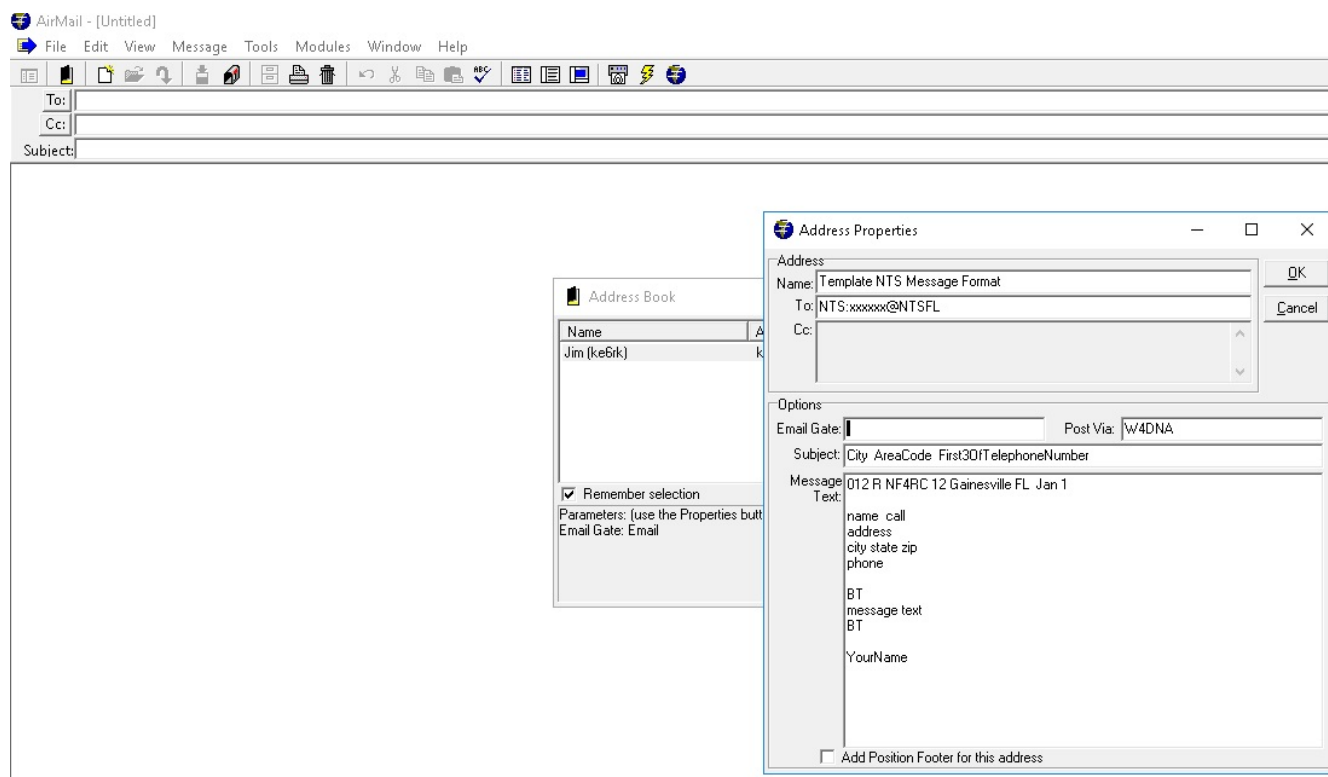 AirMail - [Untitled]
File Edit View Message Tools Modules Window Help
ABC
To:
Cc:
Subject:
Address Book
Name A
Jim (ke6rk) k
Remember selection
Parameters: (use the Properties butt
Email Gate: Email
Address Properties
Address
Name: Template NTS Message Format
To: NTS:xxxxxx@NTSFL
Cc:
OK
Cancel
Options
Email Gate: Post Via: W4DNA
Subject: City AreaCode First3OfTelephoneNumber
Message Text:
012 R NF4RC 12 Gainesville FL Jan 1
name call
address
city state zip
phone
BT
message text
BT
YourName
Add Position Footer for this address